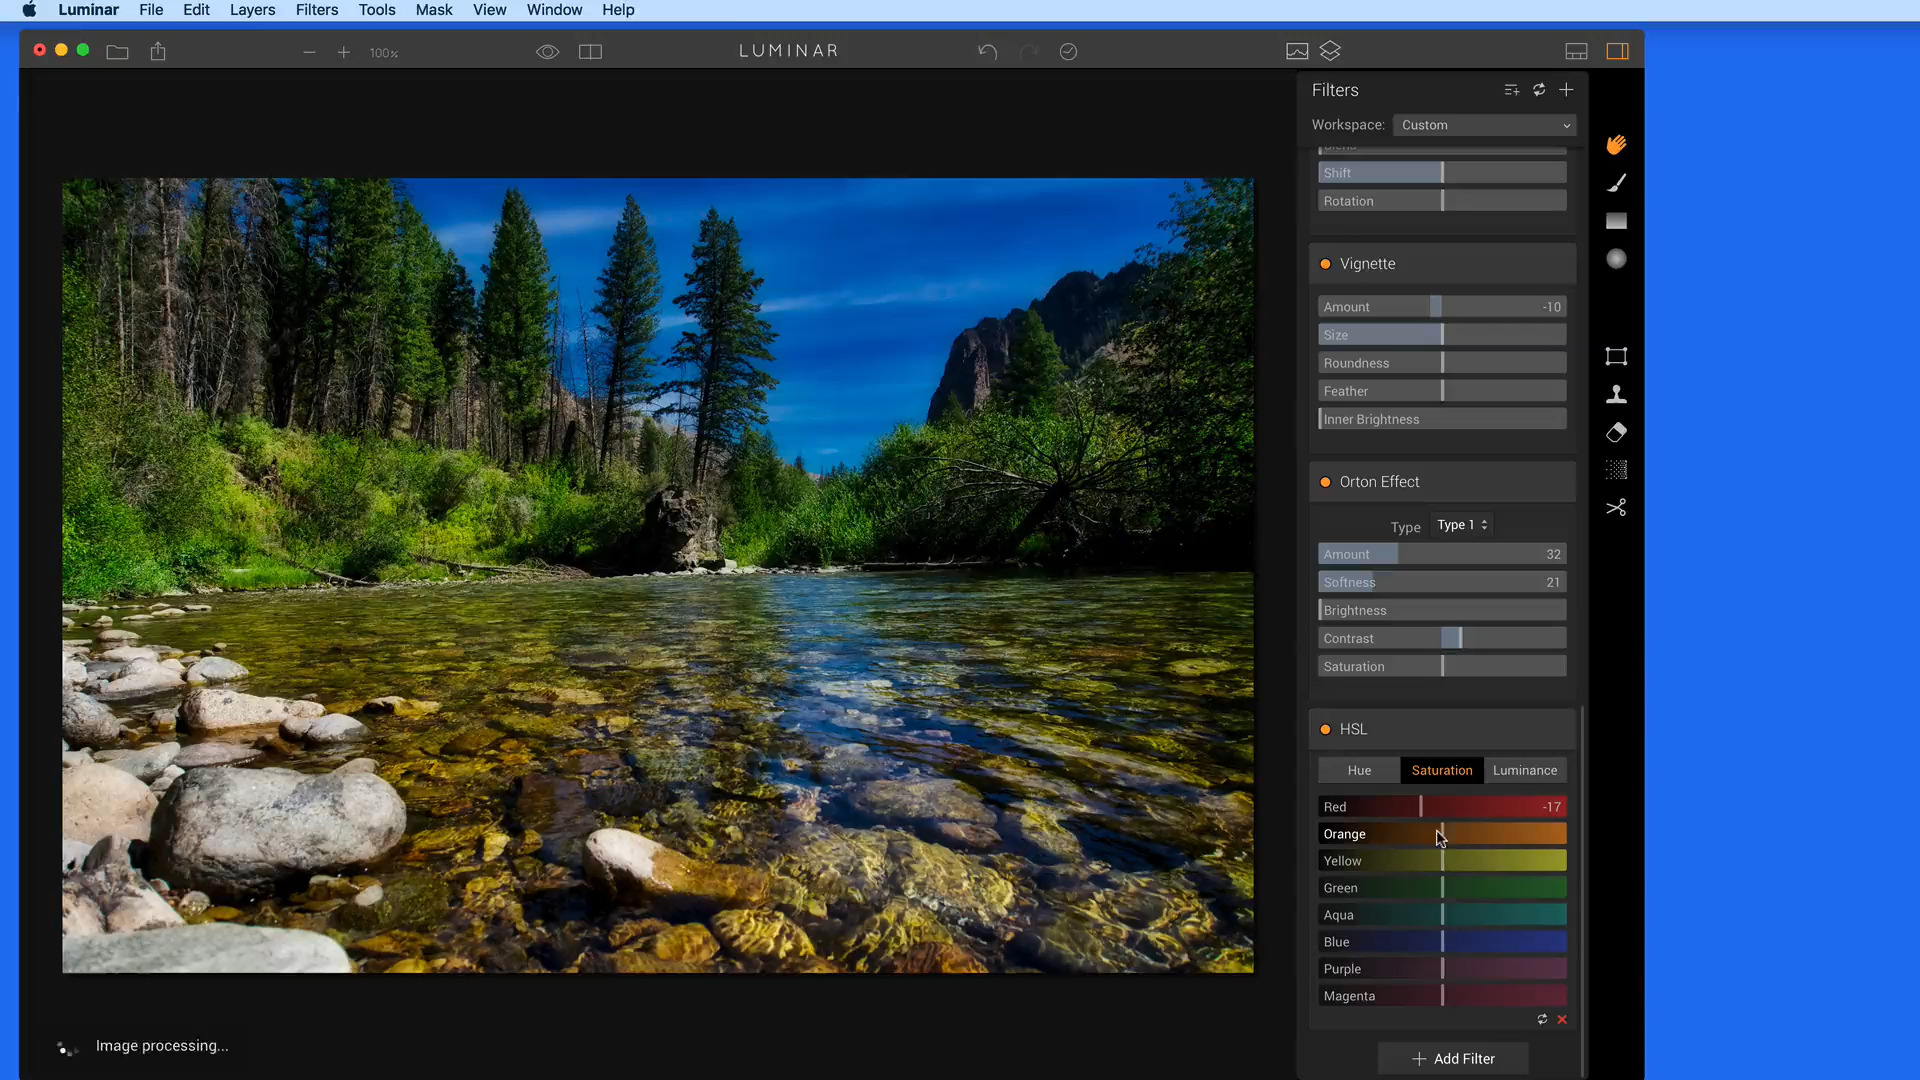 Luminar File Edit Layers Filters Tools Mask View Window Help
100%
LUMINAR
Filters
Workspace: Custom
Blend
Shift
Rotation
Vignette
Amount -10
Size
Roundness
Feather
Inner Brightness
Orton Effect
Type Type 1
Amount 32
Softness 21
Brightness
Contrast
Saturation
HSL
Hue Saturation Luminance
Red -17
Orange
Yellow
Green
Aqua
Blue
Purple
Magenta
Add Filter
Image processing...